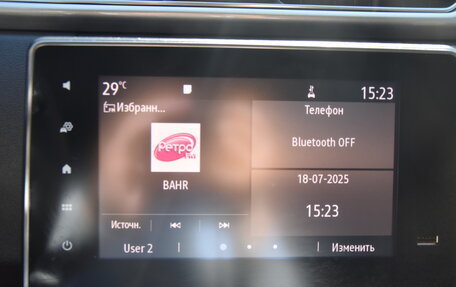 29°C
15:23
Избранн...
Телефон
Ретро
FM
Bluetooth OFF
BAHR
18-07-2025
15:23
Источн.
User 2
Изменить